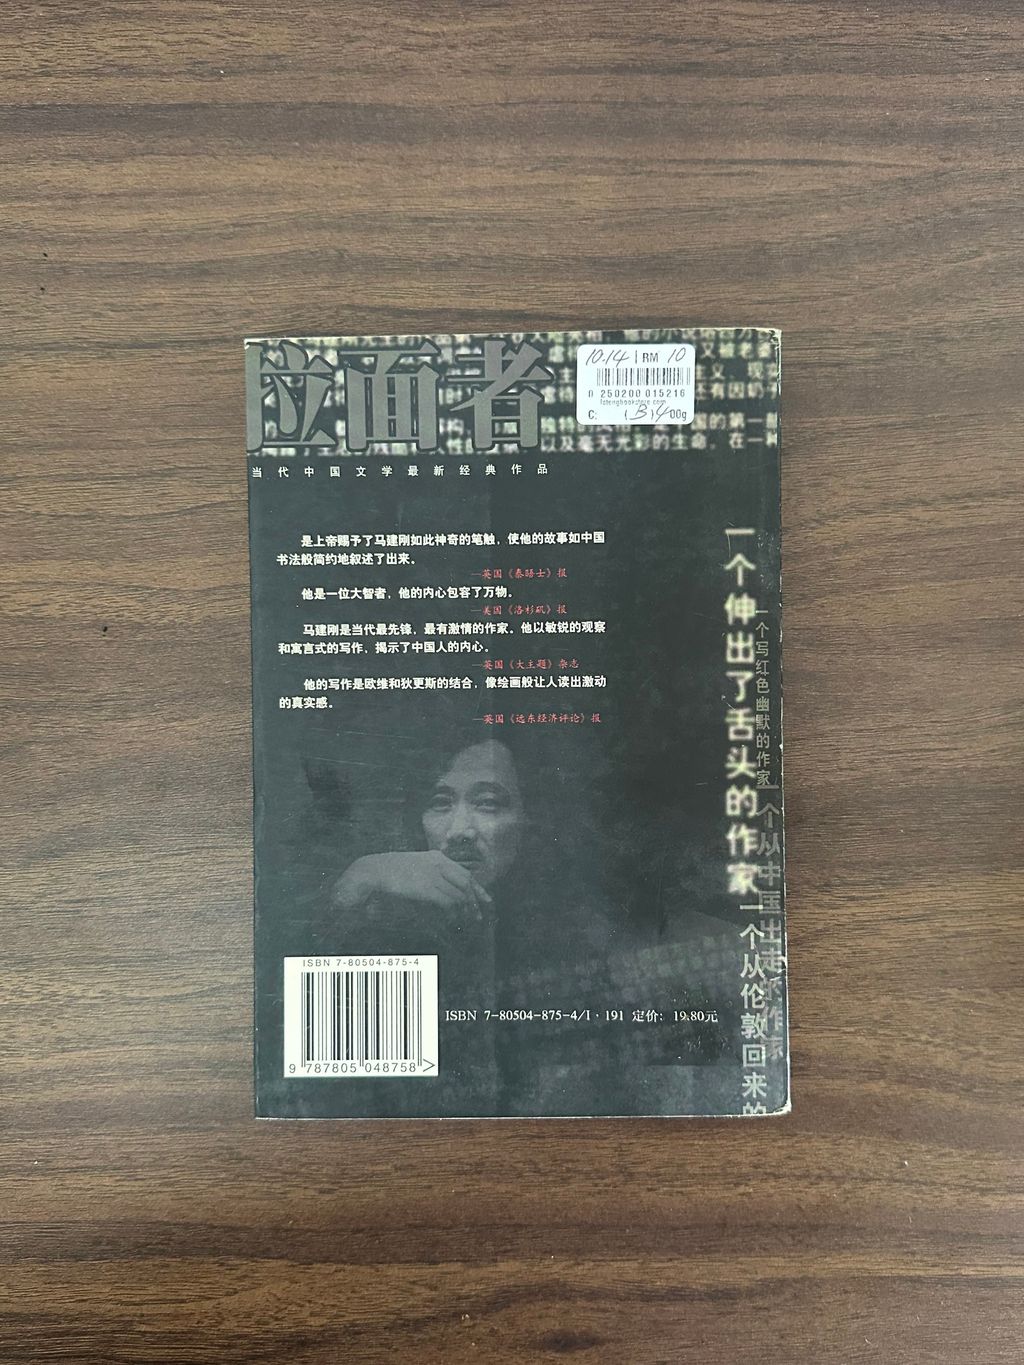 拉面者
当代中国文学最新经典作品
10.14 | RM 10
0 250200 015216
C: (B)4 00g
是上帝赐予了马建刚如此神奇的笔触，使他的故事如中国
书法般简约地叙述了出来。
—英国《泰晤士》报
他是一位大智者，他的内心包容了万物。
—美国《洛杉矶》报
马建刚是当代最先锋，最有激情的作家。他以敏锐的观察
和寓言式的写作，揭示了中国人的内心。
—英国《大主题》杂志
他的写作是欧维和狄更斯的结合，像绘画般让人读出激动
的真实感。
—英国《远东经济评论》报
一个伸出了舌头的作家
一个写红色幽默的作家
一个从中国出走的作家
一个从伦敦回来的
ISBN 7-80504-875-4
9 787805 048758 >
ISBN 7-80504-875-4/I·191 定价：19.80元